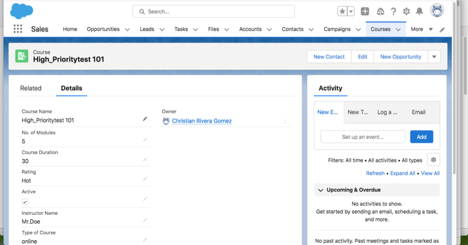 Search...
Sales
Home Opportunities Leads Tasks Files Accounts Contacts Campaigns Courses More
Course
High_Prioritytest 101
New Contact Edit New Opportunity
Related Details
Course Name
High_Prioritytest 101
Owner
Christian Rivera Gomez
No. of Modules
5
Course Duration
30
Rating
Hot
Active
Instructor Name
Mr.Doe
Type of Course
online
Activity
New E... New T... Log a ... Email
Set up an event... Add
Filters: All time • All activities • All types
Refresh • Expand All • View All
Upcoming & Overdue
No activities to show.
Get started by sending an email, scheduling a task,
and more.
No past activity. Past meetings and tasks marked as